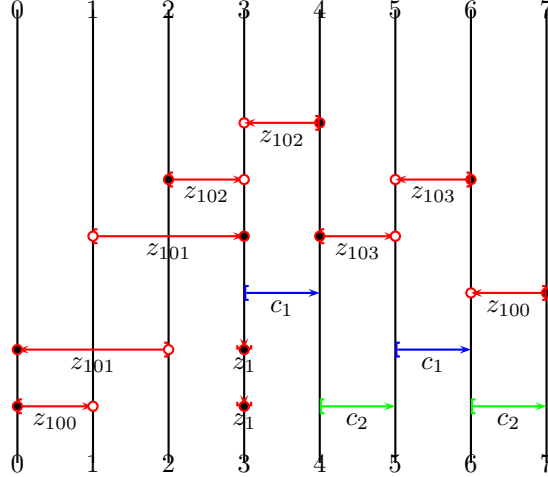 0 1 2 3 4 5 6 7
z₁₀₂
z₁₀₂ z₁₀₃
z₁₀₁ z₁₀₃
c₁ z₁₀₀
z₁₀₁ z₁ c₁
z₁₀₀ z₁ c₂ c₂
0 1 2 3 4 5 6 7